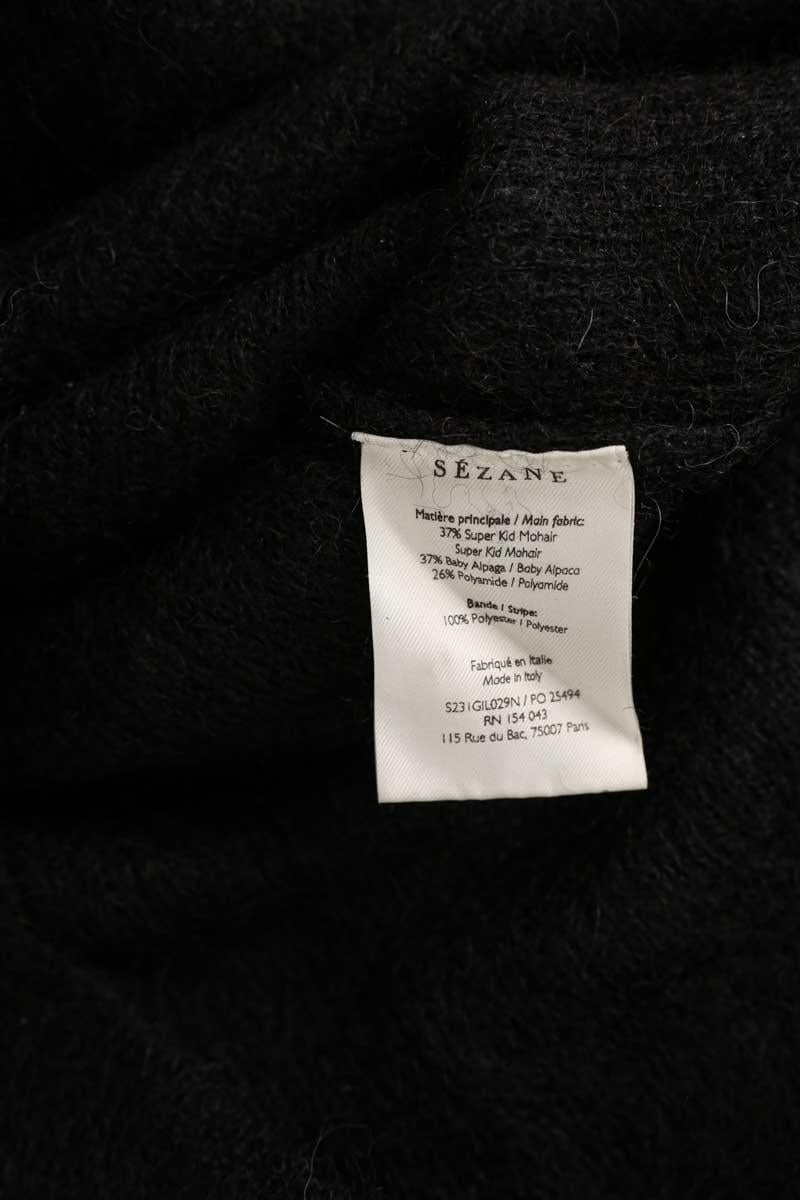 SÉZANE
Matière principale / Main fabric:
37% Super Kid Mohair
Super Kid Mohair
37% Baby Alpaga / Baby Alpaca
26% Polyamide / Polyamide
Bande / Stripe:
100% Polyester / Polyester
Fabriqué en Italie
Made in Italy
S231GIL029N / PO 25494
RN 154 043
115 Rue du Bac, 75007 Paris